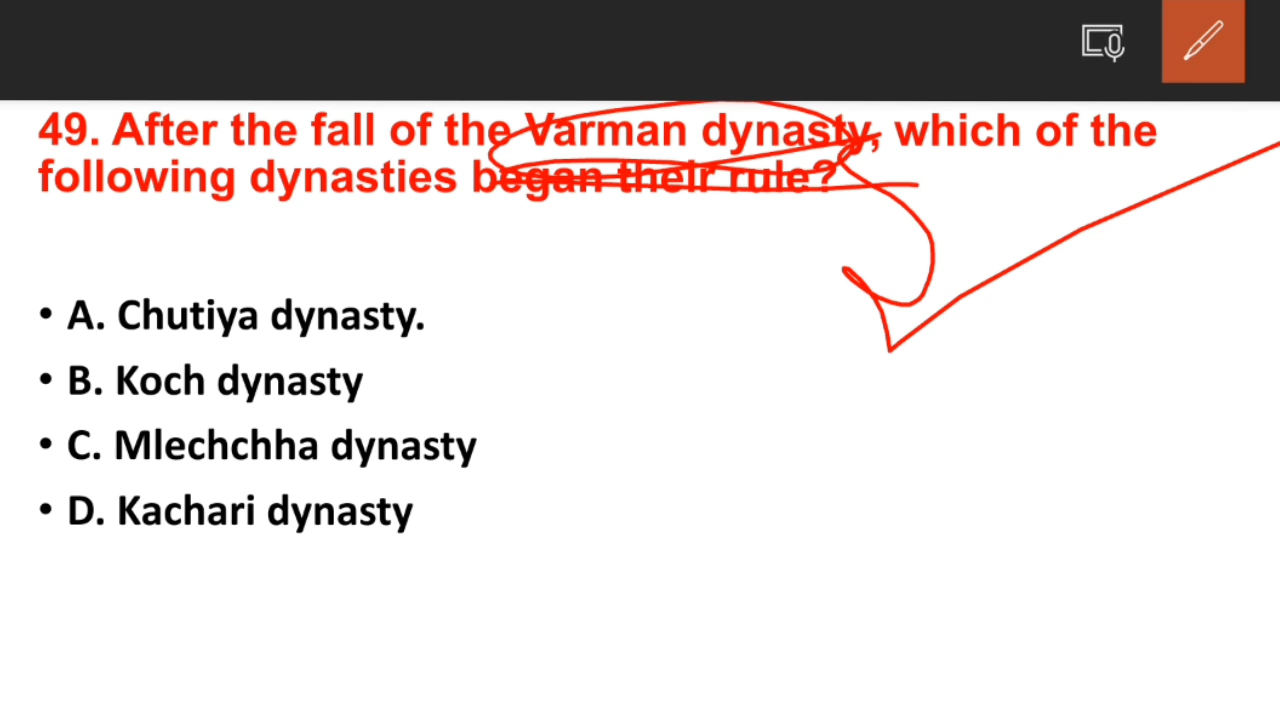 49. After the fall of the Varman dynasty, which of the
following dynasties began their rule?
• A. Chutiya dynasty.
• B. Koch dynasty
• C. Mlechchha dynasty
• D. Kachari dynasty